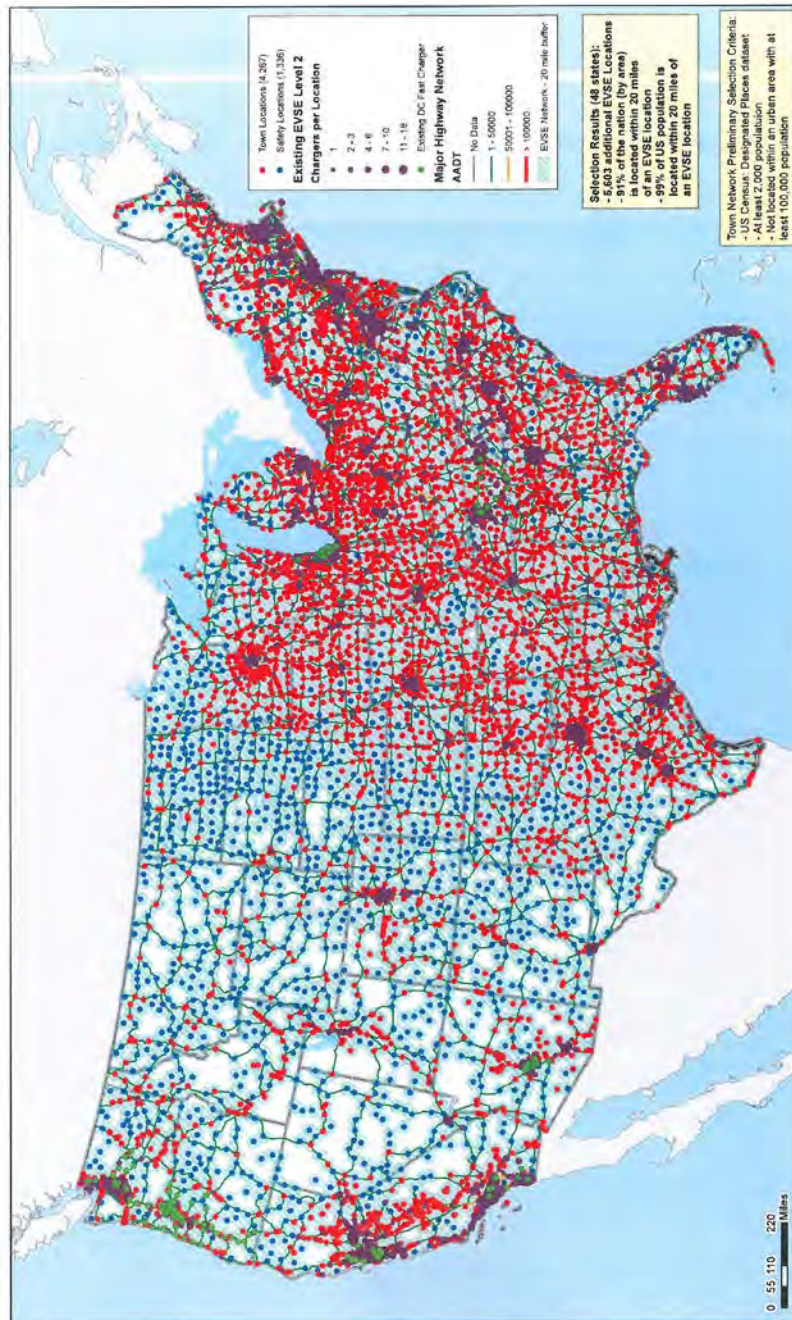 Town Locations (4,267)
Safety Locations (1,336)
Existing EVSE Level 2
Chargers per Location
1
2 - 3
4 - 6
7 - 10
11 - 18
Existing DC Fast Charger
Major Highway Network
AADT
No Data
1 - 50000
50001 - 100000
> 100000
EVSE Network - 20 mile buffer
Selection Results (48 states):
- 5,603 additional EVSE Locations
- 91% of the nation (by area)
is located within 20 miles
of an EVSE location
- 99% of US population is
located within 20 miles of
an EVSE location
Town Network Preliminary Selection Criteria:
- US Census: Designated Places dataset
- At least 2,000 populatuion
- Not located within an urban area with at
least 100,000 population
0 55 110 220
Miles